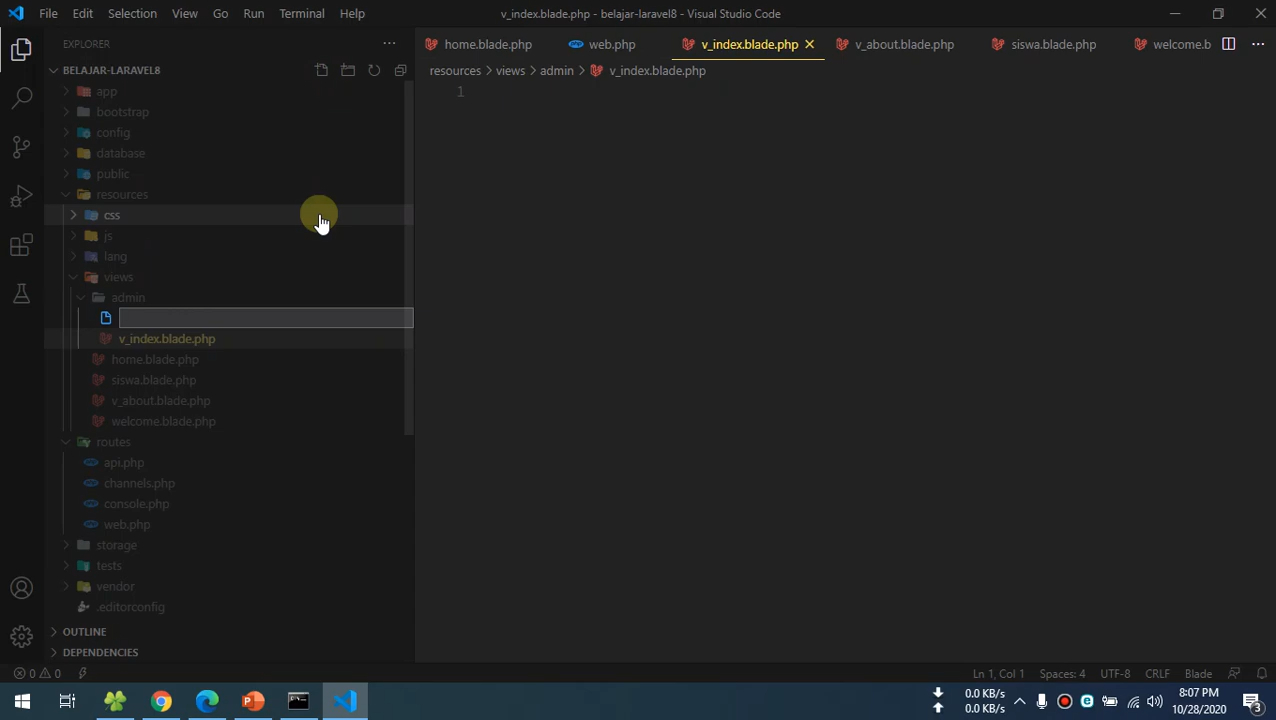 File Edit Selection View Go Run Terminal Help v_index.blade.php - belajar-laravel8 - Visual Studio Code
EXPLORER
home.blade.php
web.php
v_index.blade.php
v_about.blade.php
siswa.blade.php
welcome.b
BELAJAR-LARAVEL8
resources > views > admin > v_index.blade.php
1
app
bootstrap
config
database
public
resources
css
js
lang
views
admin
v_index.blade.php
home.blade.php
siswa.blade.php
v_about.blade.php
welcome.blade.php
routes
api.php
channels.php
console.php
web.php
storage
tests
vendor
.editorconfig
OUTLINE
DEPENDENCIES
0 0
Ln 1, Col 1 Spaces: 4 UTF-8 CRLF Blade
0.0 KB/s
0.0 KB/s
8:07 PM
10/28/2020
3